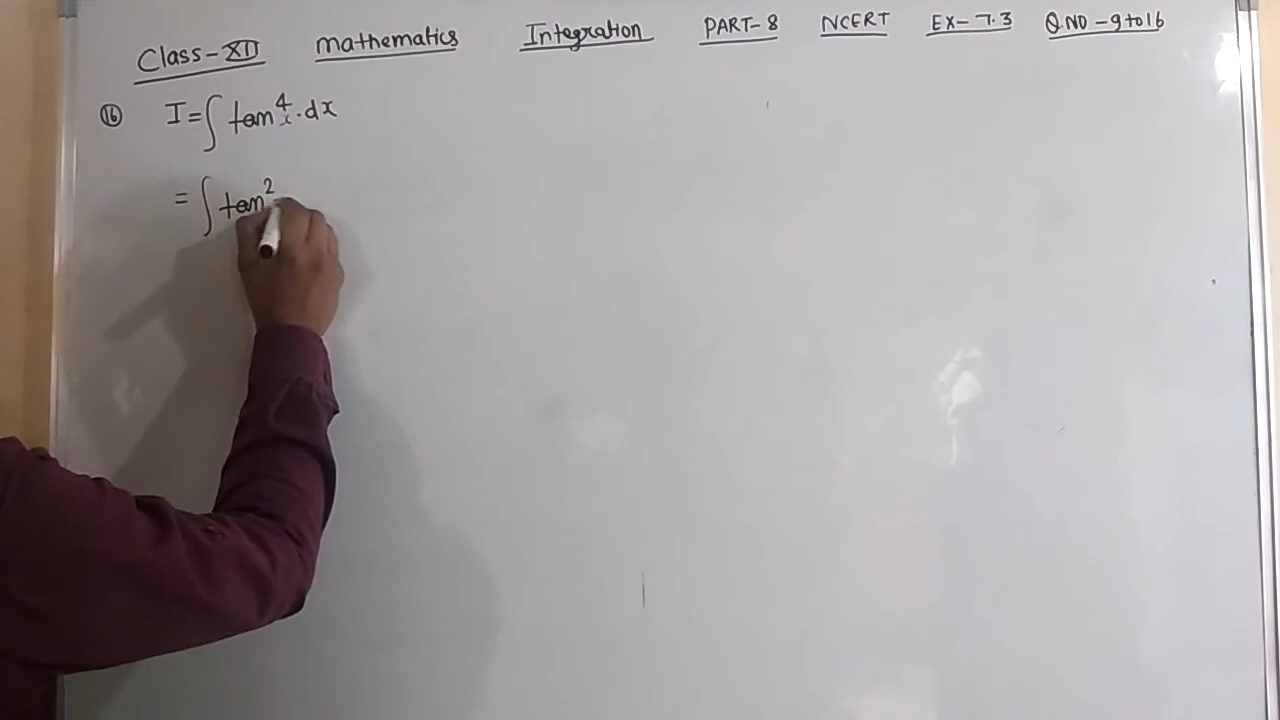 Class-XII Mathematics Integration PART-8 NCERT EX-7.3 Q.NO-9 to 16
⑯ I = ∫ tan⁴x · dx
= ∫ tan²